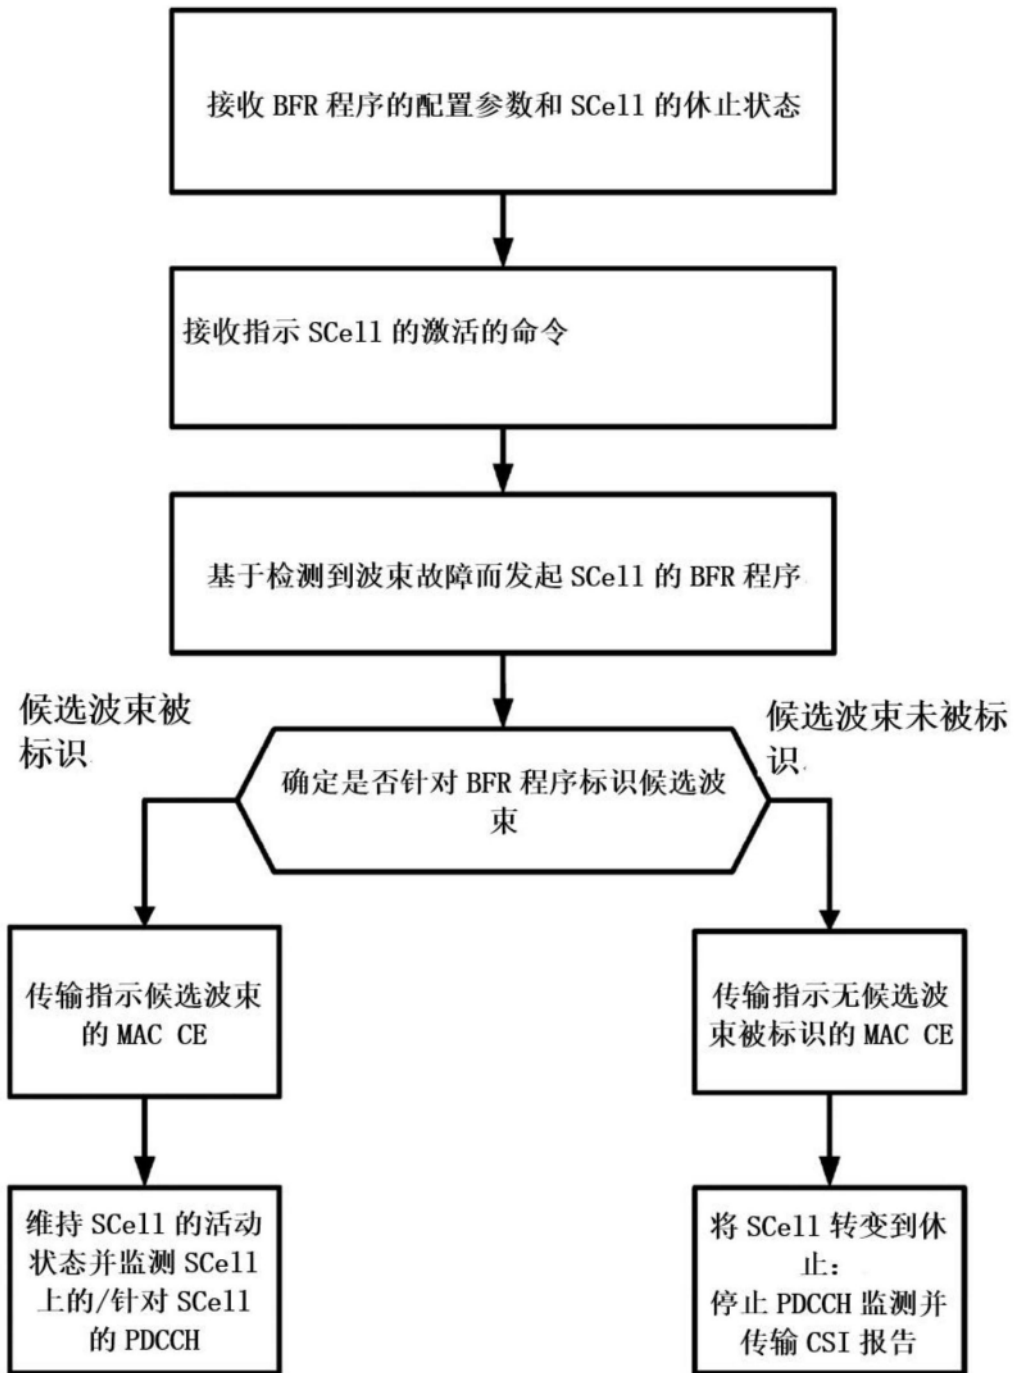 接收 BFR 程序的配置参数和 SCell 的休止状态
接收指示 SCell 的激活的命令
基于检测到波束故障而发起 SCell 的 BFR 程序
候选波束被
标识
候选波束未被标
识
确定是否针对 BFR 程序标识候选波
束
传输指示候选波束
的 MAC CE
传输指示无候选波
束被标识的 MAC CE
维持 SCell 的活动
状态并监测 SCell
上的/针对 SCell
的 PDCCH
将 SCell 转变到休
止：
停止 PDCCH 监测并
传输 CSI 报告